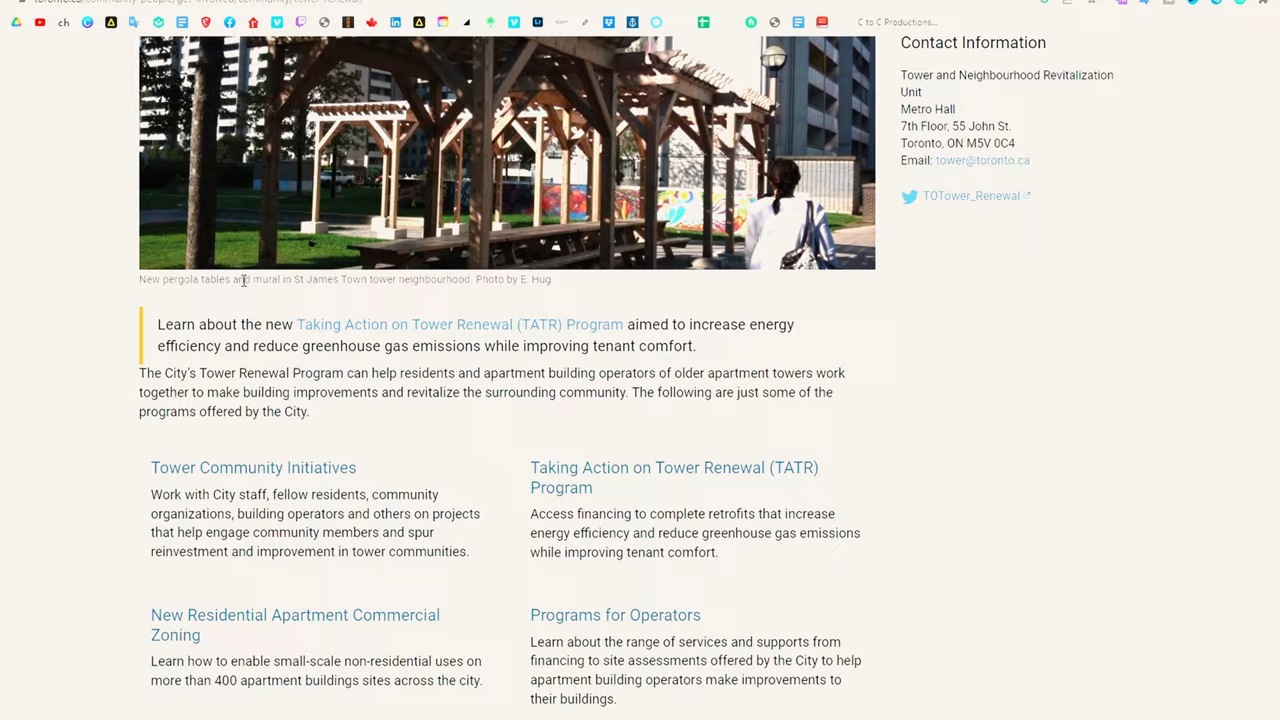 ch
C to C Productions...
Contact Information
Tower and Neighbourhood Revitalization
Unit
Metro Hall
7th Floor, 55 John St.
Toronto, ON M5V 0C4
Email: tower@toronto.ca
TOTower_Renewal
New pergola tables and mural in St James Town tower neighbourhood. Photo by E. Hug
Learn about the new Taking Action on Tower Renewal (TATR) Program aimed to increase energy
efficiency and reduce greenhouse gas emissions while improving tenant comfort.
The City's Tower Renewal Program can help residents and apartment building operators of older apartment towers work
together to make building improvements and revitalize the surrounding community. The following are just some of the
programs offered by the City.
Tower Community Initiatives
Work with City staff, fellow residents, community
organizations, building operators and others on projects
that help engage community members and spur
reinvestment and improvement in tower communities.
Taking Action on Tower Renewal (TATR)
Program
Access financing to complete retrofits that increase
energy efficiency and reduce greenhouse gas emissions
while improving tenant comfort.
New Residential Apartment Commercial
Zoning
Learn how to enable small-scale non-residential uses on
more than 400 apartment buildings sites across the city.
Programs for Operators
Learn about the range of services and supports from
financing to site assessments offered by the City to help
apartment building operators make improvements to
their buildings.